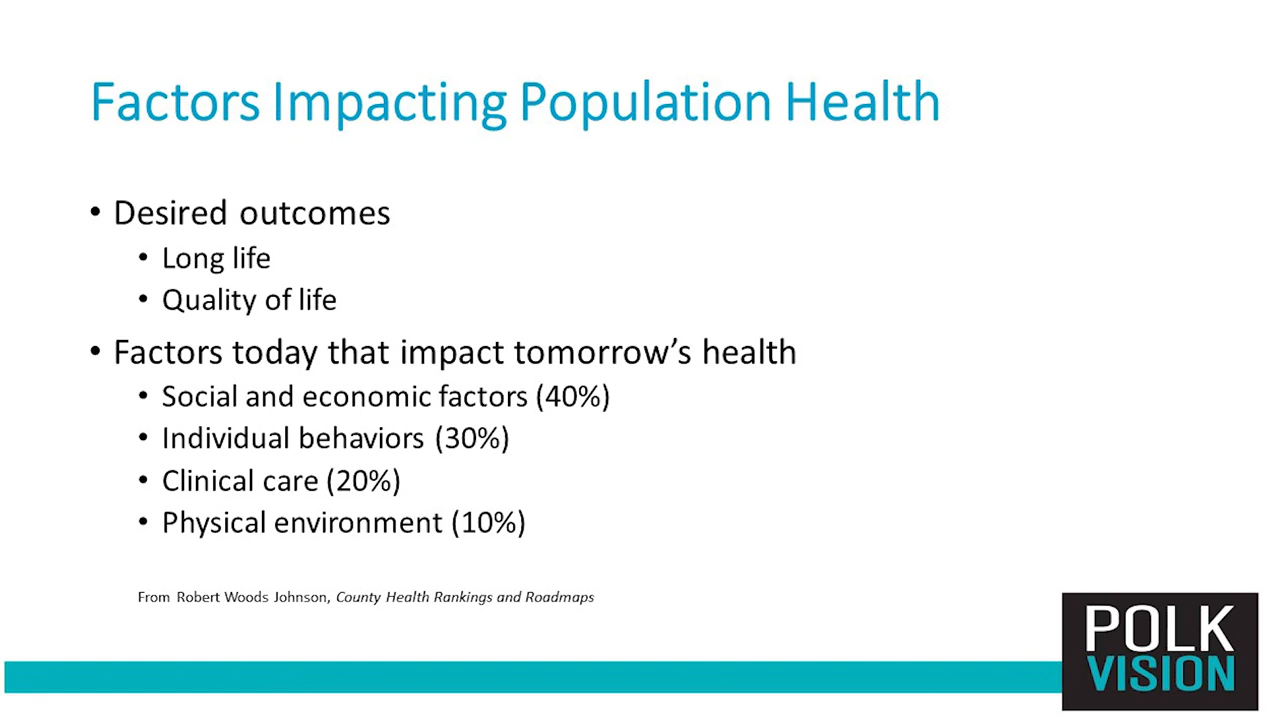 Factors Impacting Population Health
• Desired outcomes
• Long life
• Quality of life
• Factors today that impact tomorrow’s health
• Social and economic factors (40%)
• Individual behaviors (30%)
• Clinical care (20%)
• Physical environment (10%)
From Robert Woods Johnson, County Health Rankings and Roadmaps
POLK
VISION